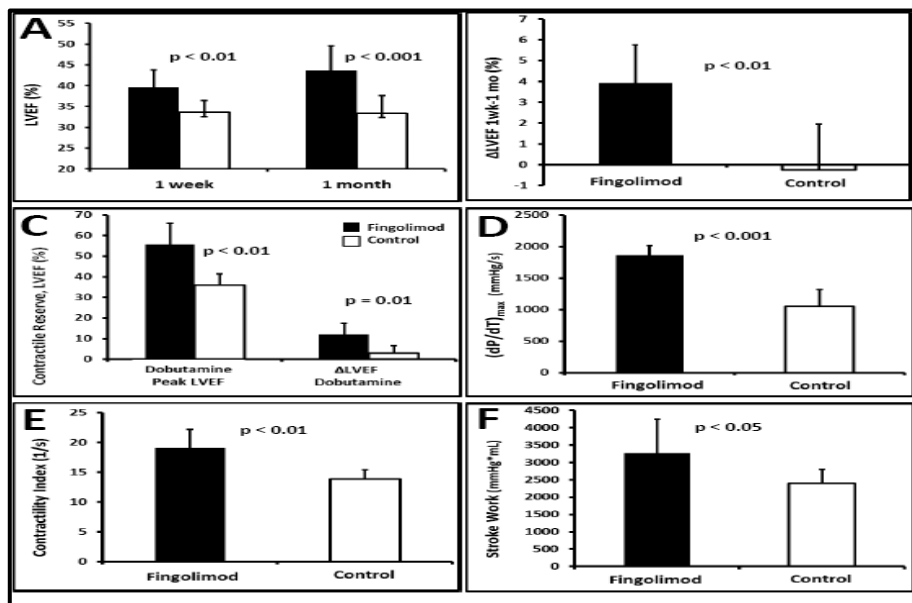 A
55
50
45
40
35
30
25
20
LVEF (%)
p < 0.01
p < 0.001
1 week
1 month
7
6
5
4
3
2
1
0
-1
ΔLVEF 1wk-1 mo (%)
p < 0.01
Fingolimod
Control
C
70
60
50
40
30
20
10
0
Contractile Reserve, LVEF (%)
Fingolimod
Control
p < 0.01
p = 0.01
Dobutamine
Peak LVEF
ΔLVEF
Dobutamine
D
2500
2000
1500
1000
500
0
(dP/dT)max (mmHg/s)
p < 0.001
Fingolimod
Control
E
25
20
15
10
5
0
Contractility Index (1/s)
p < 0.01
Fingolimod
Control
F
4500
4000
3500
3000
2500
2000
1500
1000
500
0
Stroke Work (mmHg*mL)
p < 0.05
Fingolimod
Control